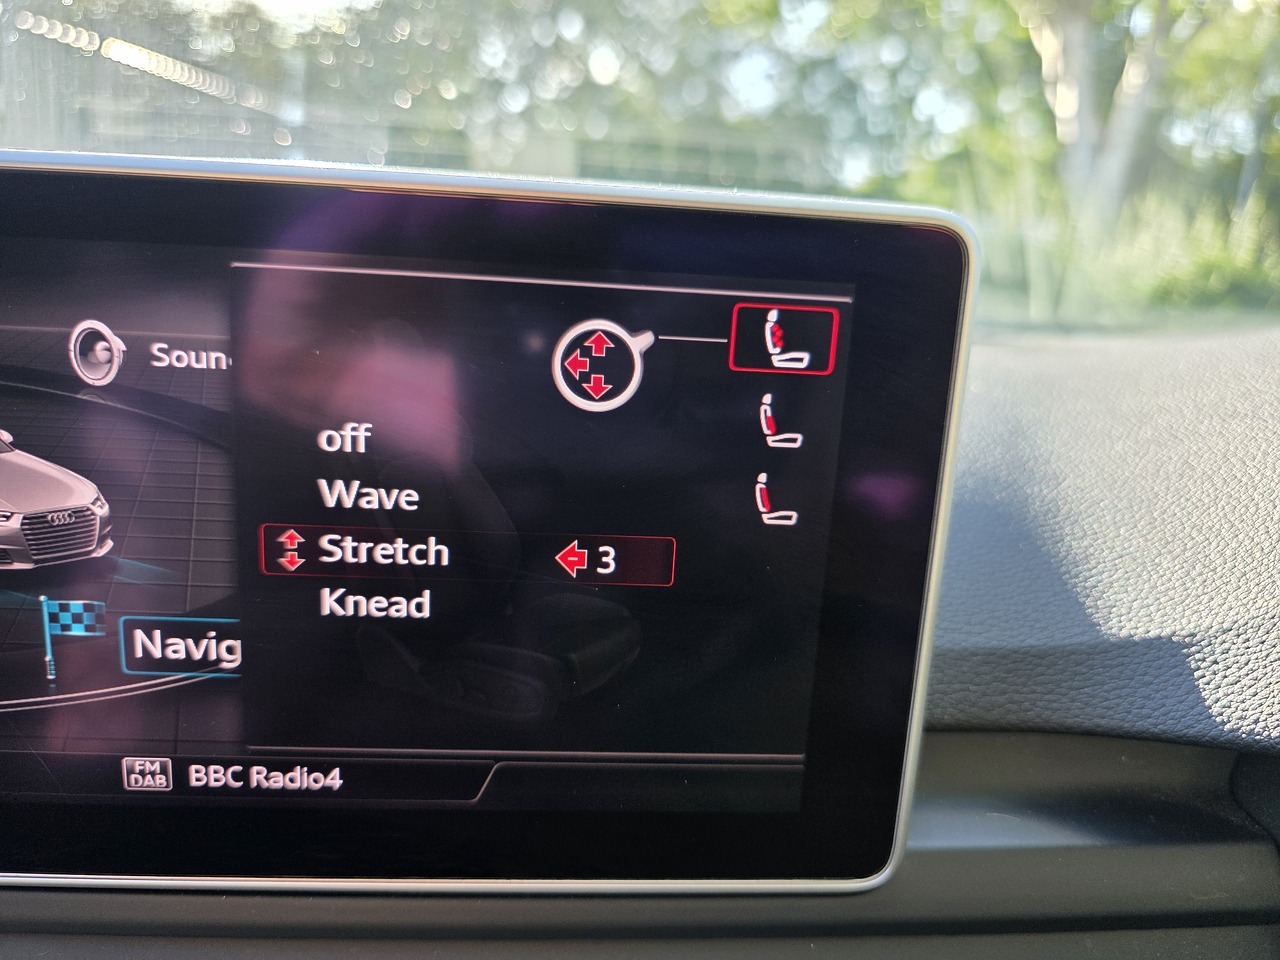 Soun
off
Wave
Stretch
3
Knead
Navig
FM
DAB
BBC Radio4